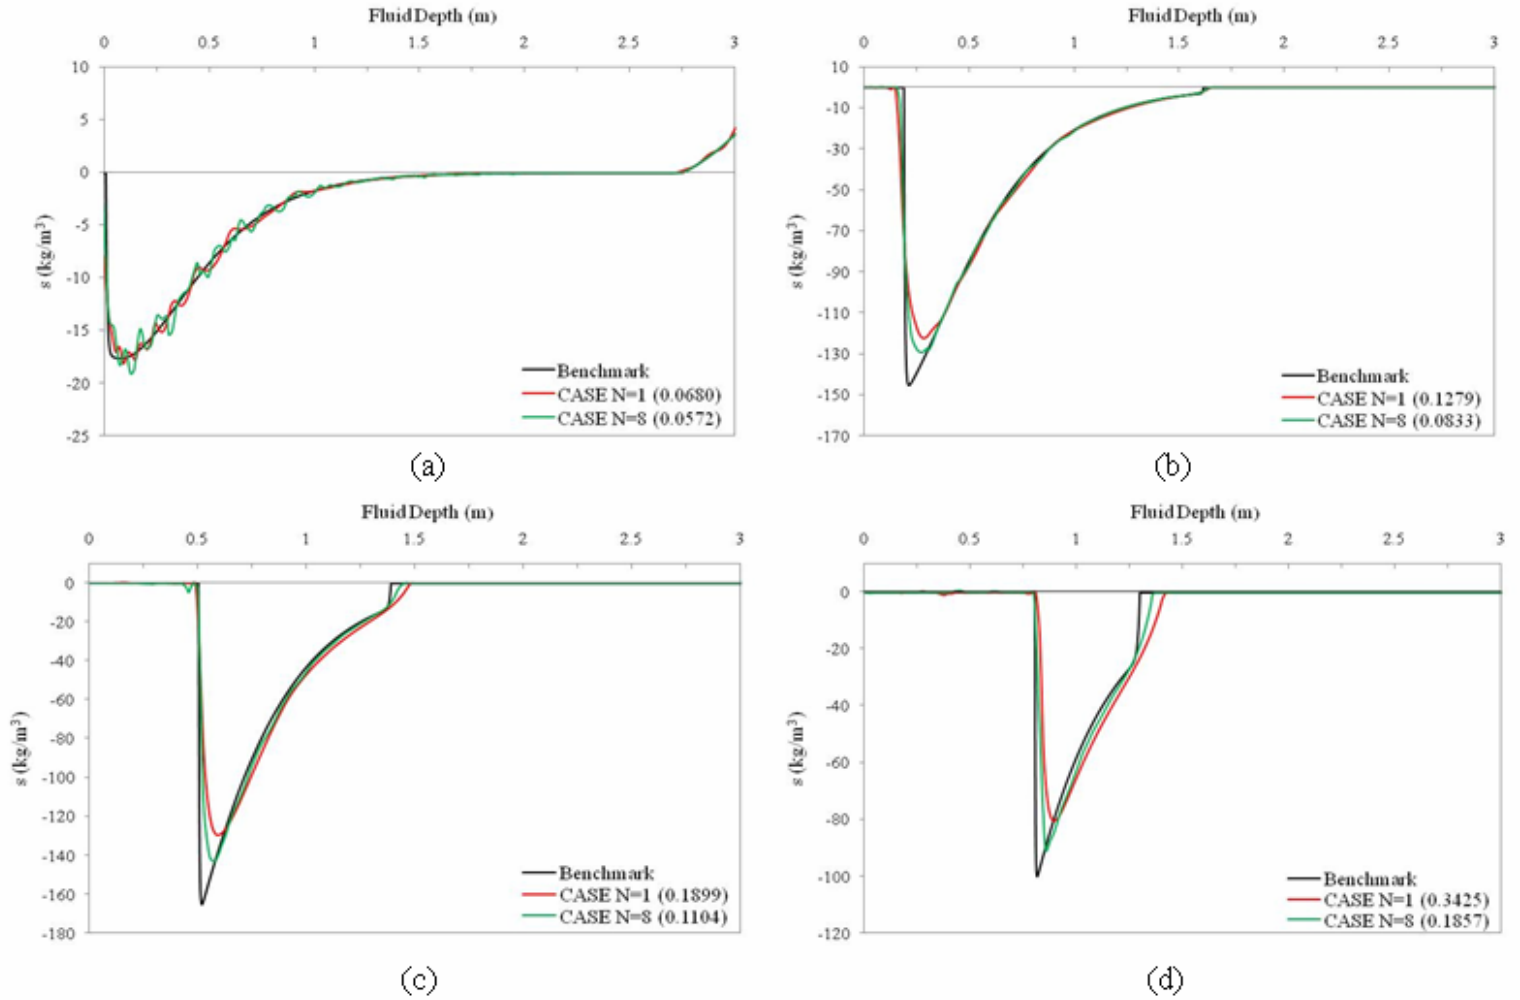 Fluid Depth (m)
0 0.5 1 1.5 2 2.5 3
10
5
0
-5
-10
-15
-20
-25
s (kg/m³)
Benchmark
CASE N=1 (0.0680)
CASE N=8 (0.0572)
(a)
Fluid Depth (m)
0 0.5 1 1.5 2 2.5 3
10
-10
-30
-50
-70
-90
-110
-130
-150
-170
s (kg/m³)
Benchmark
CASE N=1 (0.1279)
CASE N=8 (0.0833)
(b)
Fluid Depth (m)
0 0.5 1 1.5 2 2.5 3
0
-20
-40
-60
-80
-100
-120
-140
-160
-180
s (kg/m³)
Benchmark
CASE N=1 (0.1899)
CASE N=8 (0.1104)
(c)
Fluid Depth (m)
0 0.5 1 1.5 2 2.5 3
0
-20
-40
-60
-80
-100
-120
s (kg/m³)
Benchmark
CASE N=1 (0.3425)
CASE N=8 (0.1857)
(d)